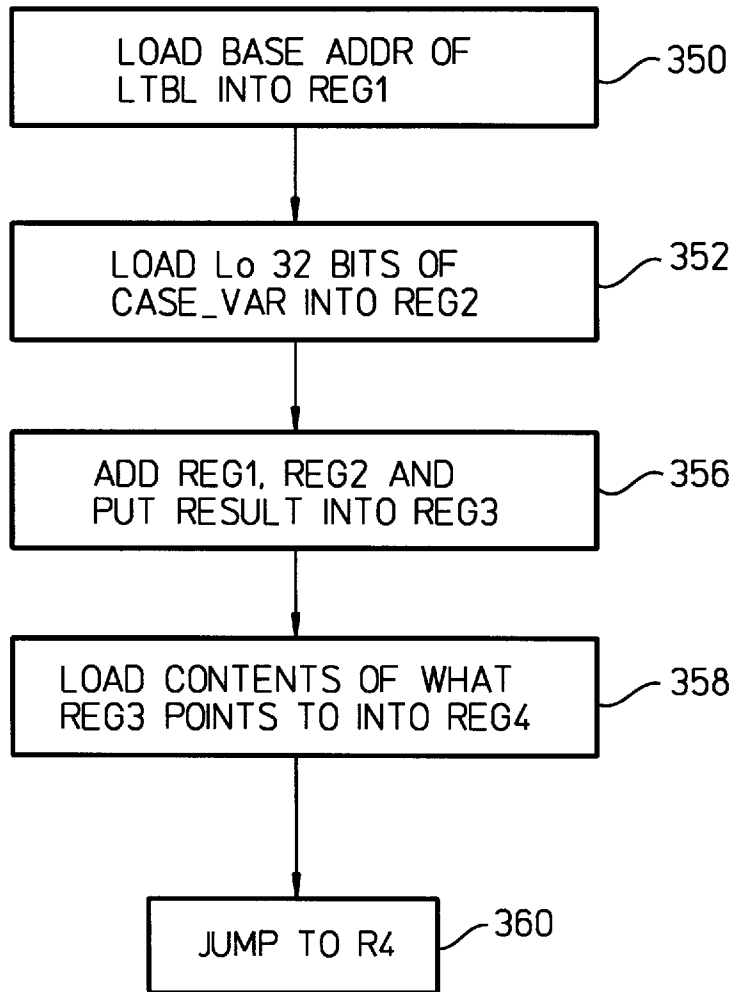 LOAD BASE ADDR OF
LTBL INTO REG1
350
LOAD Lo 32 BITS OF
CASE_VAR INTO REG2
352
ADD REG1, REG2 AND
PUT RESULT INTO REG3
356
LOAD CONTENTS OF WHAT
REG3 POINTS TO INTO REG4
358
JUMP TO R4
360